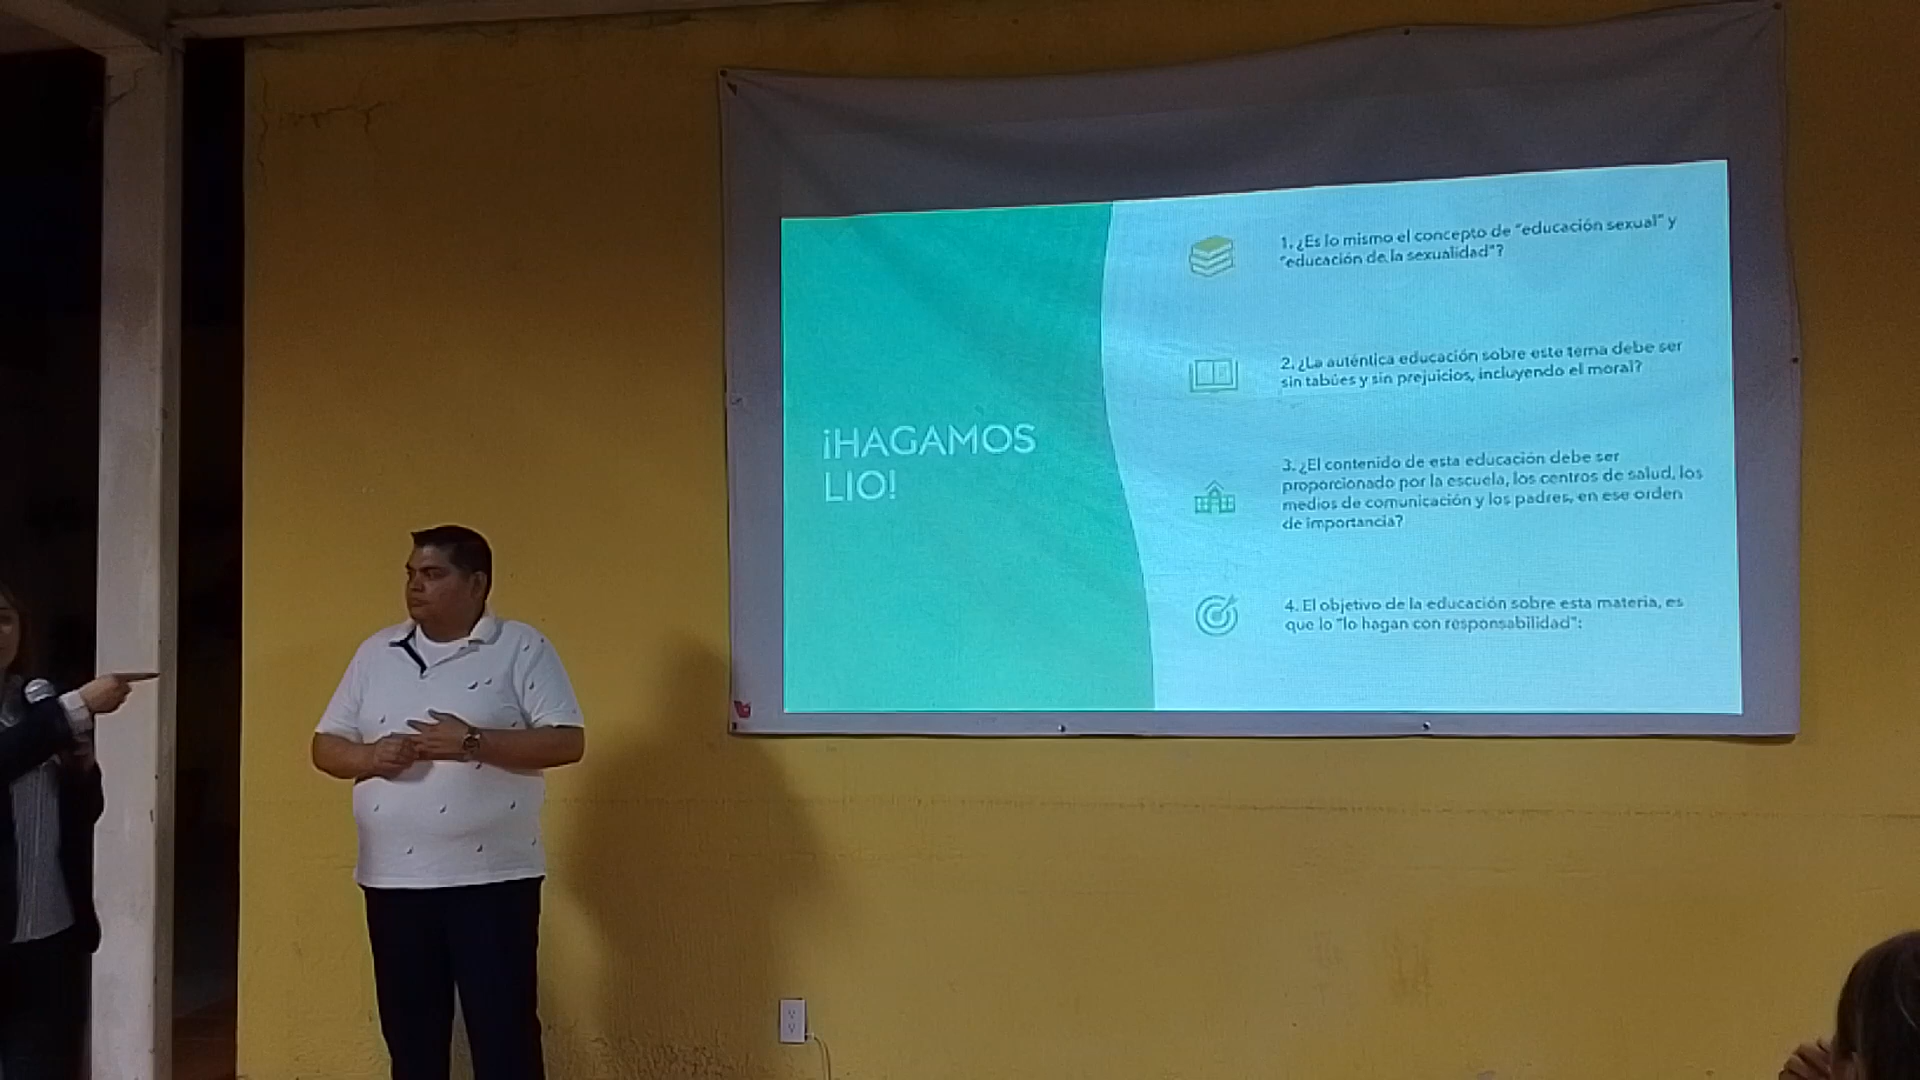 ¡HAGAMOS
LIO!
1. ¿Es lo mismo el concepto de "educación sexual" y
"educación de la sexualidad"?
2. ¿La auténtica educación sobre este tema debe ser
sin tabúes y sin prejuicios, incluyendo el moral?
3. ¿El contenido de esta educación debe ser
proporcionado por la escuela, los centros de salud, los
medios de comunicación y los padres, en ese orden
de importancia?
4. El objetivo de la educación sobre esta materia, es
que lo "lo hagan con responsabilidad":